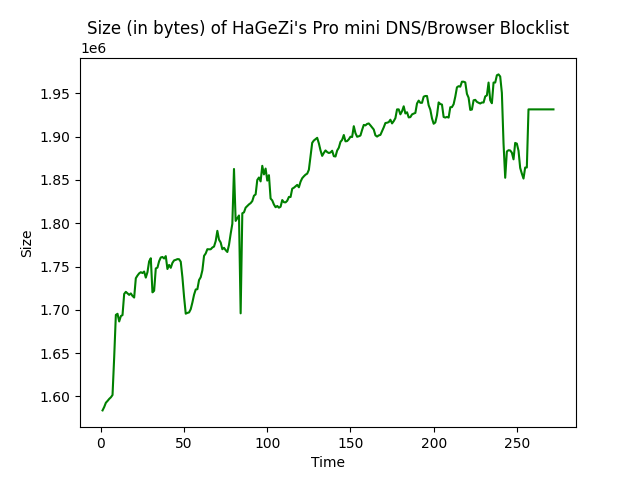 Size (in bytes) of HaGeZi's Pro mini DNS/Browser Blocklist
1e6
1.95
1.90
1.85
1.80
1.75
1.70
1.65
1.60
Size
0 50 100 150 200 250
Time